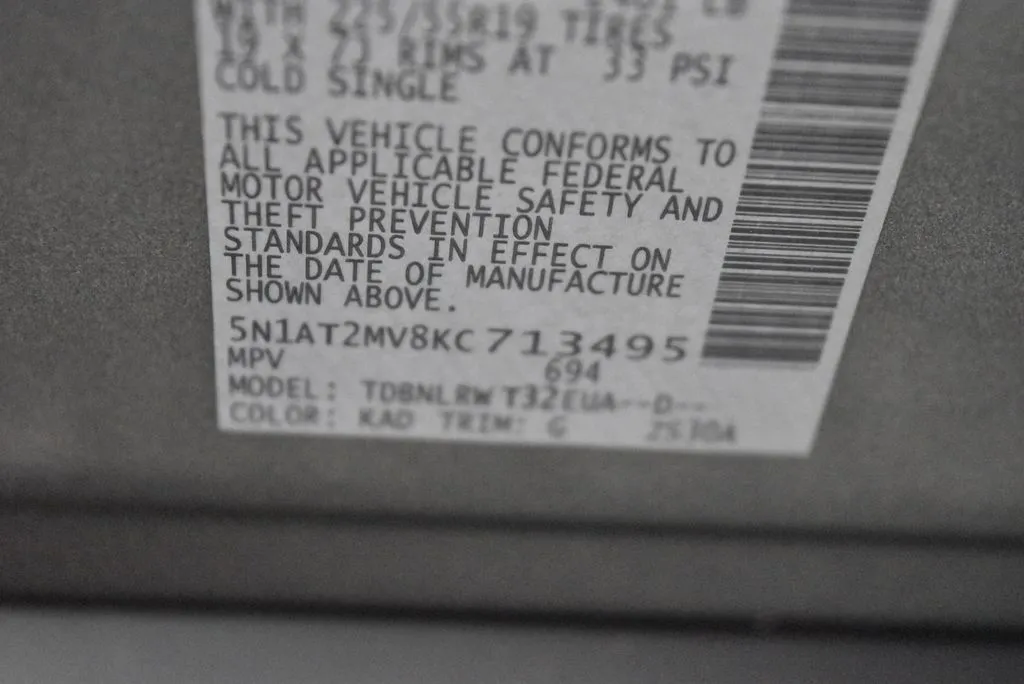 WITH 225/55R19 TIRES
19 X 7J RIMS AT 33 PSI
COLD SINGLE
THIS VEHICLE CONFORMS TO
ALL APPLICABLE FEDERAL
MOTOR VEHICLE SAFETY AND
THEFT PREVENTION
STANDARDS IN EFFECT ON
THE DATE OF MANUFACTURE
SHOWN ABOVE.
5N1AT2MV8KC713495
MPV 694
MODEL: TDBNLRW T32EUA--D--
COLOR: KAD TRIM: G